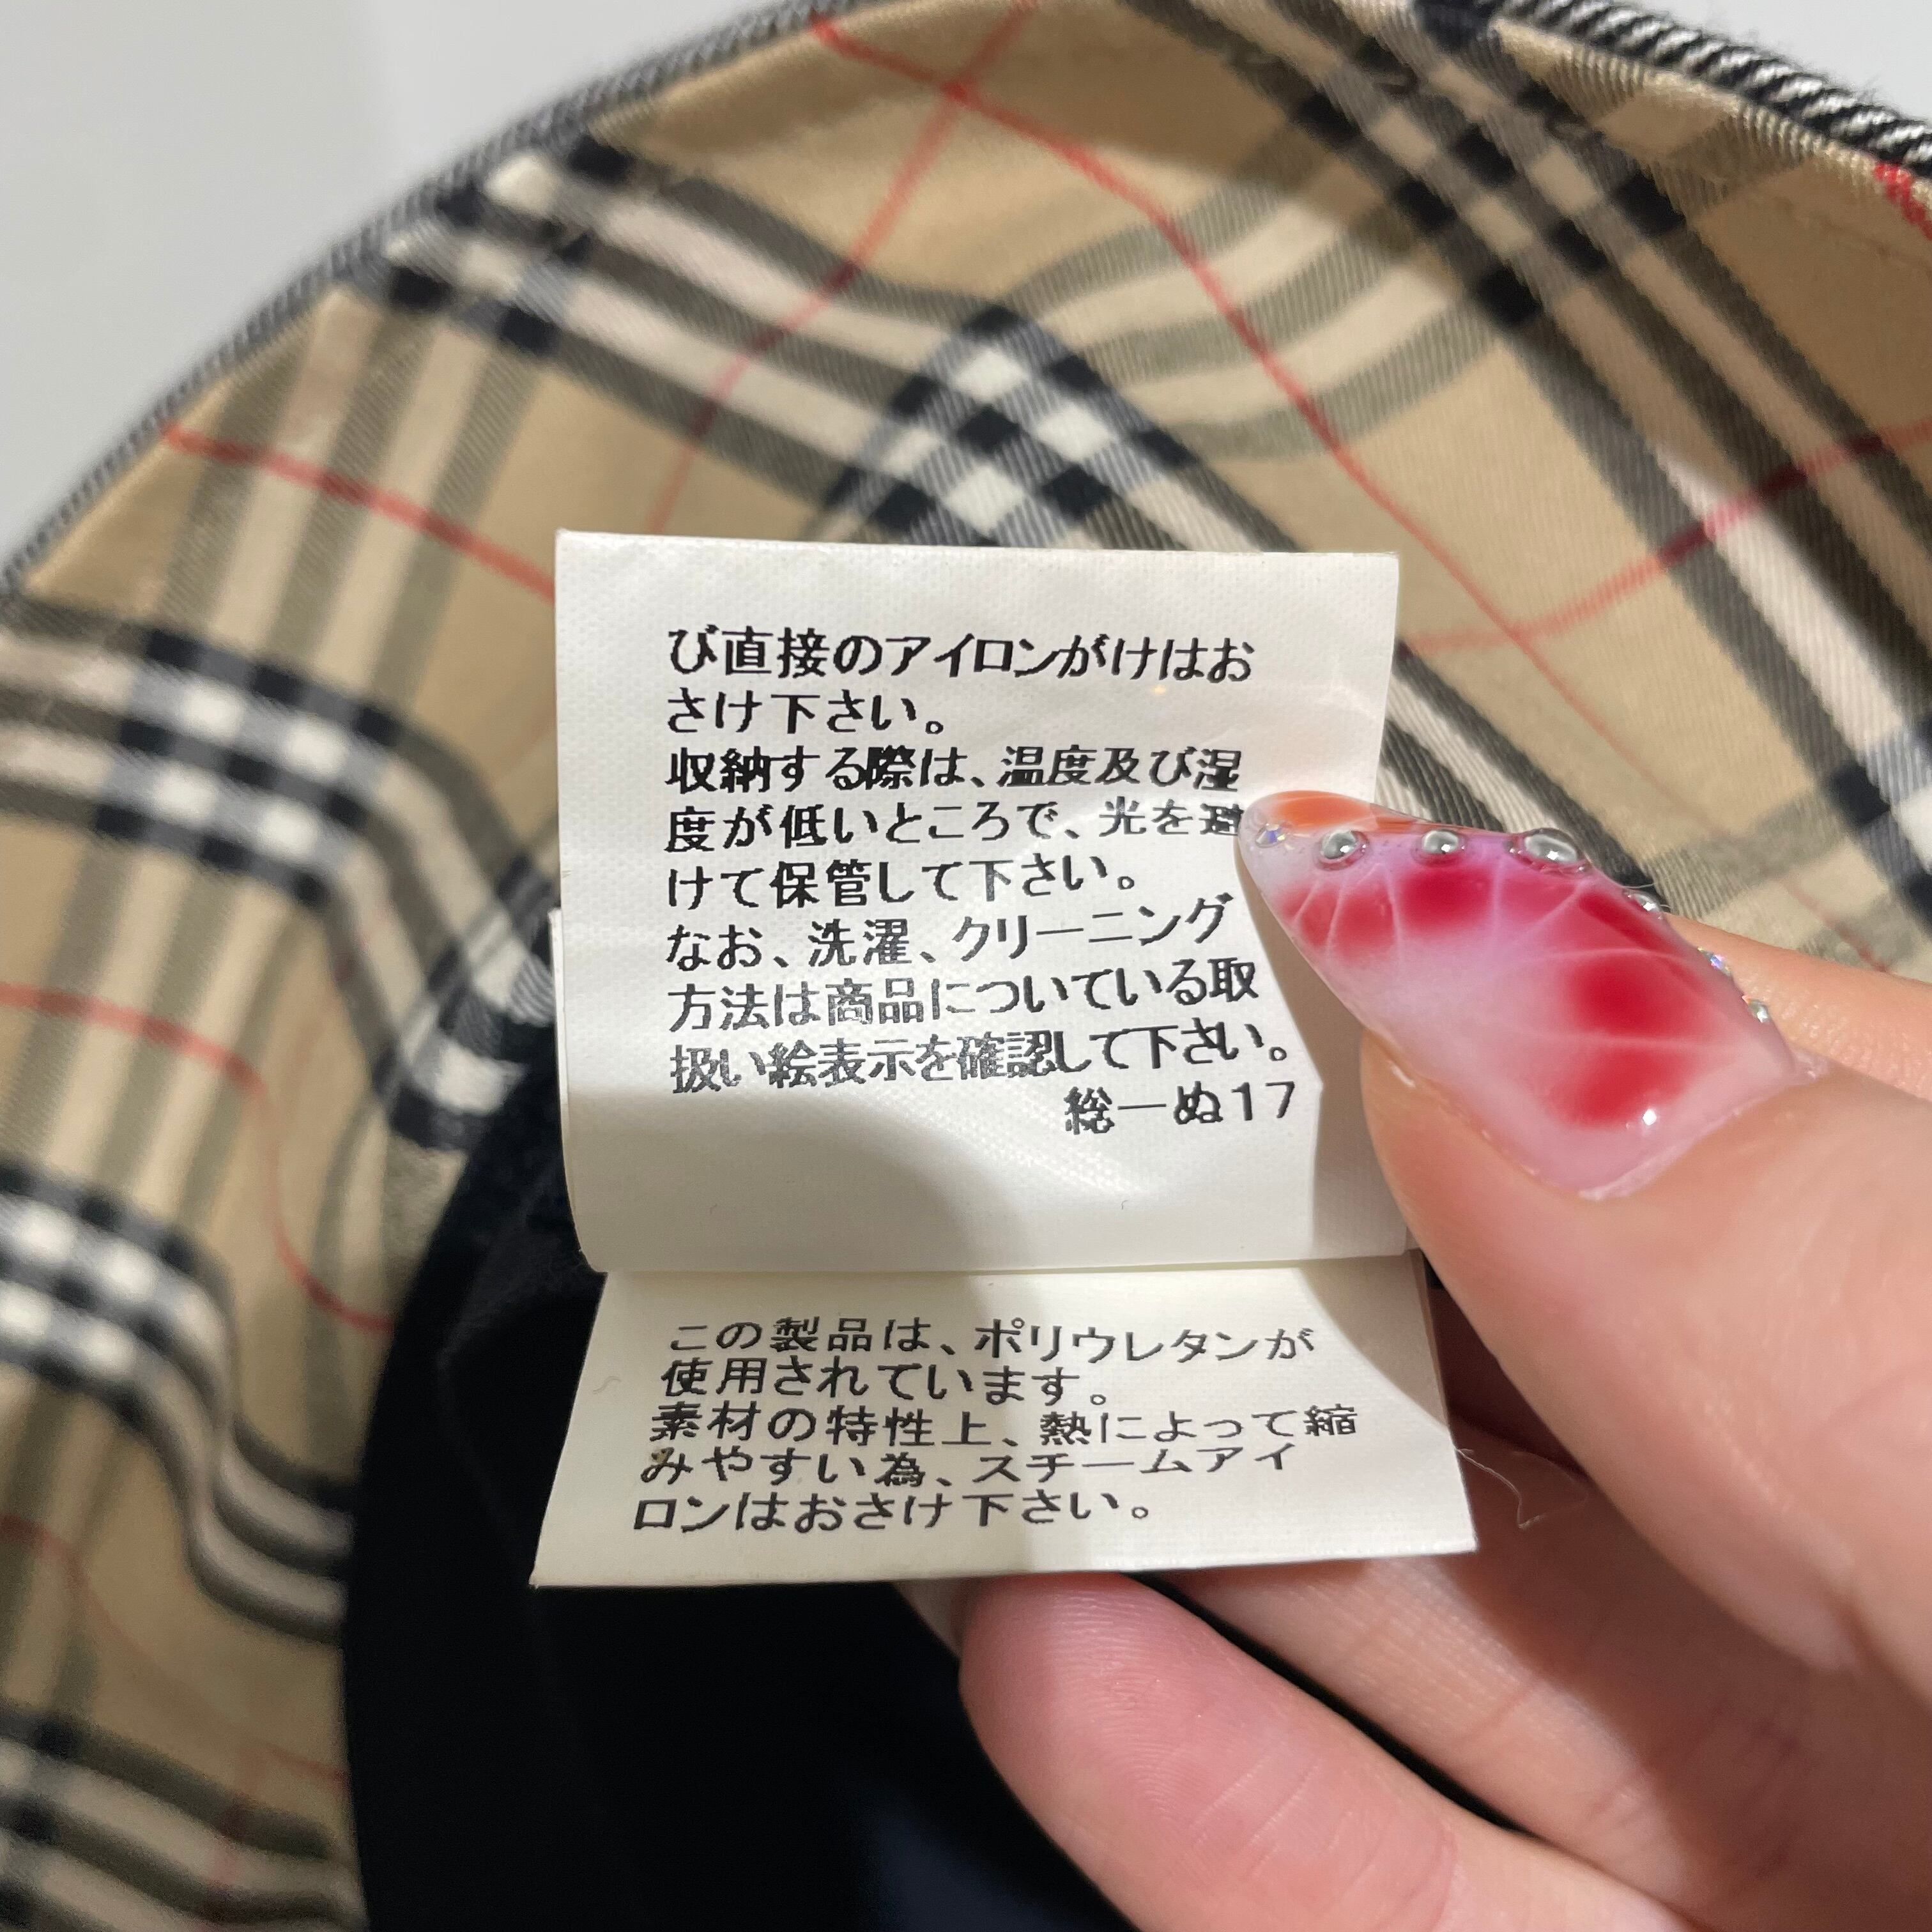 び直接のアイロンがけはお
さけ下さい。
収納する際は、温度及び湿
度が低いところで、光を避
けて保管して下さい。
なお、洗濯、クリーニング
方法は商品についている取
扱い絵表示を確認して下さい。
総ーぬ17
この製品は、ポリウレタンが
使用されています。
素材の特性上、熱によって縮
みやすい為、スチームアイ
ロンはおさけ下さい。